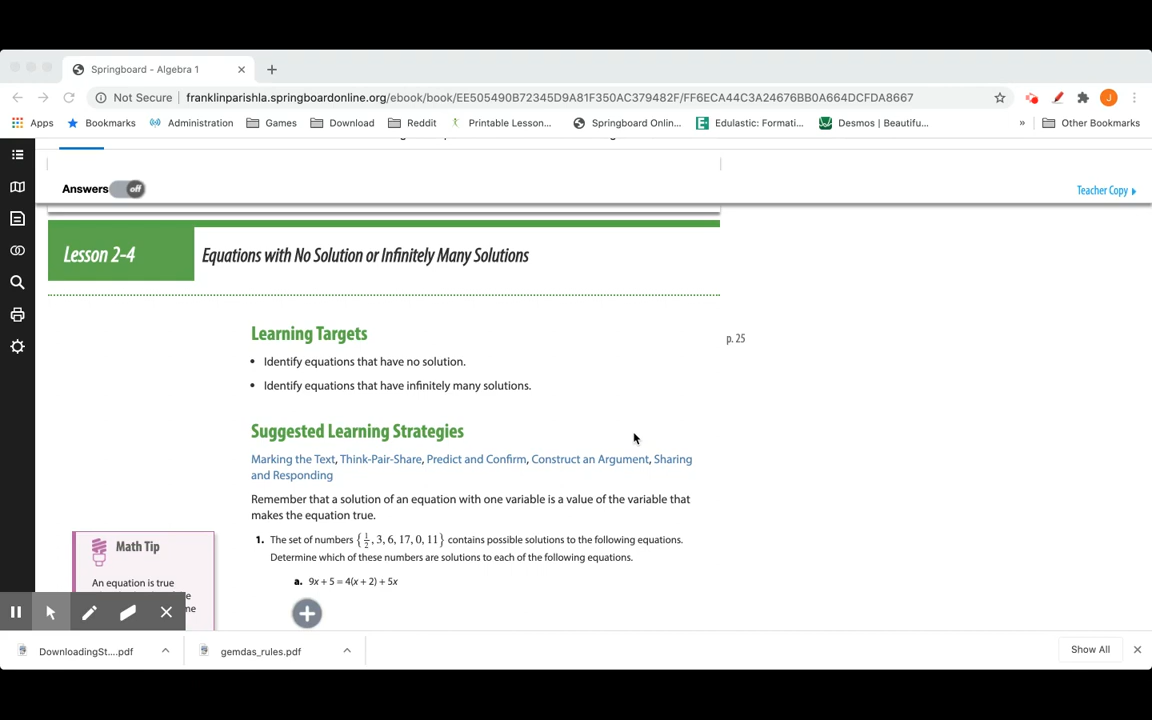 Springboard - Algebra 1
Not Secure | franklinparishla.springboardonline.org/ebook/book/EE505490B72345D9A81F350AC379482F/FF6ECA44C3A24676BB0A664DCFDA8667
Apps Bookmarks Administration Games Download Reddit Printable Lesson... Springboard Onlin... Edulastic: Formati... Desmos | Beautifu... » Other Bookmarks
Answers off
Teacher Copy
Lesson 2-4 Equations with No Solution or Infinitely Many Solutions
Learning Targets
p. 25
• Identify equations that have no solution.
• Identify equations that have infinitely many solutions.
Suggested Learning Strategies
Marking the Text, Think-Pair-Share, Predict and Confirm, Construct an Argument, Sharing
and Responding
Remember that a solution of an equation with one variable is a value of the variable that
makes the equation true.
1. The set of numbers {1/2, 3, 6, 17, 0, 11} contains possible solutions to the following equations.
Determine which of these numbers are solutions to each of the following equations.
a. 9x + 5 = 4(x + 2) + 5x
Math Tip
An equation is true
DownloadingSt....pdf
gemdas_rules.pdf
Show All